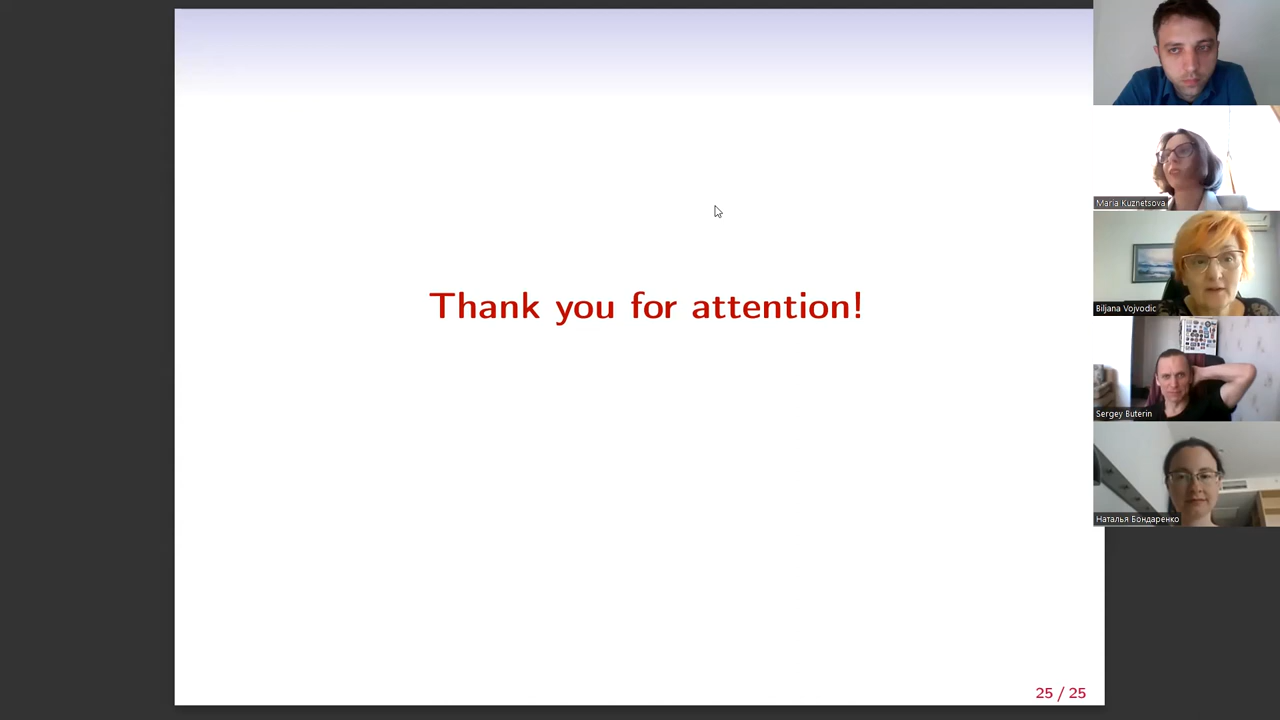 Thank you for attention!
25 / 25
Maria Kuznetsova
Biljana Vojvodic
Sergey Buterin
Наталья Бондаренко